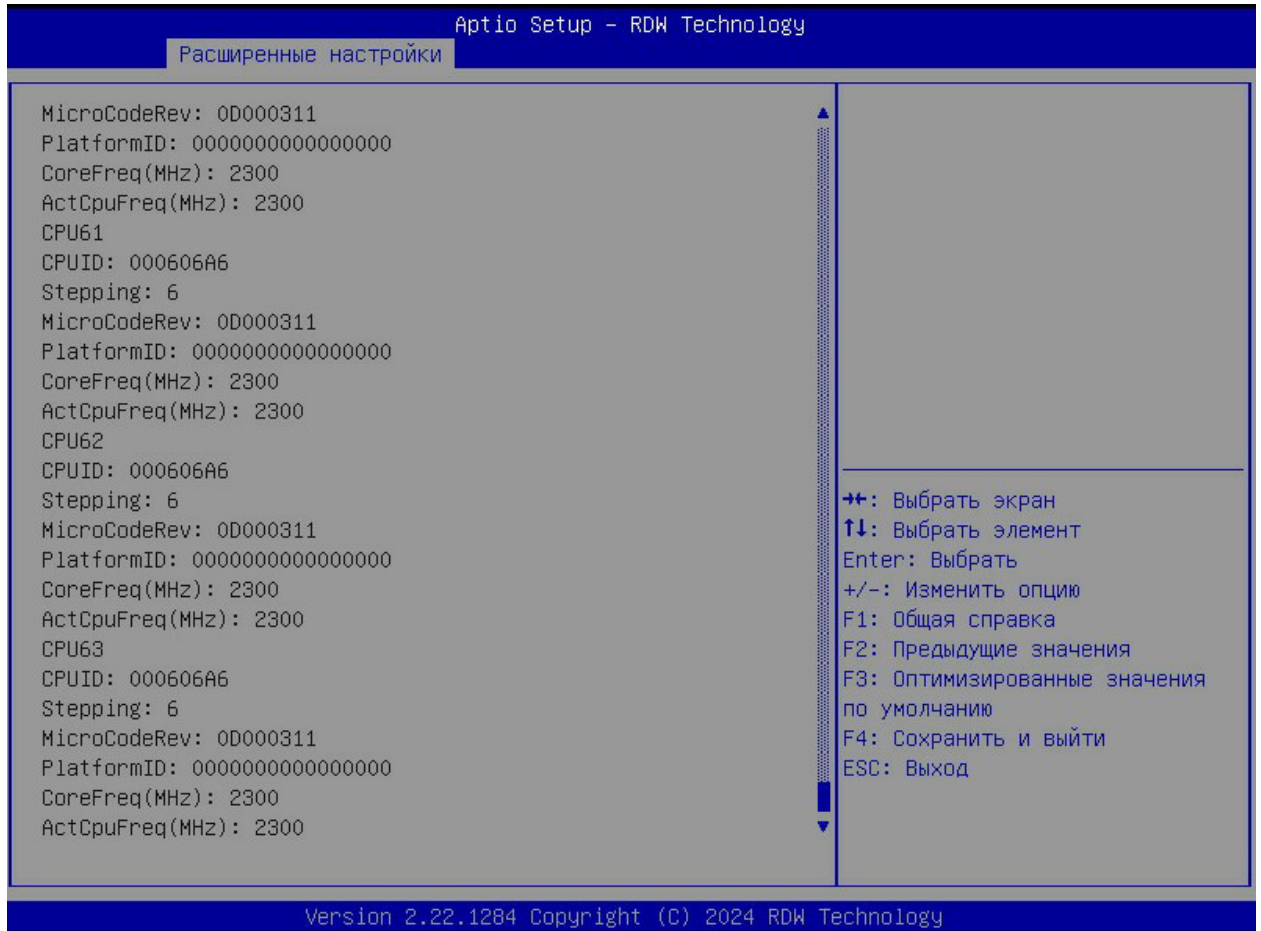 Aptio Setup – RDW Technology
Расширенные настройки
MicroCodeRev: 0D000311
PlatformID: 0000000000000000
CoreFreq(MHz): 2300
ActCpuFreq(MHz): 2300
CPU61
CPUID: 000606A6
Stepping: 6
MicroCodeRev: 0D000311
PlatformID: 0000000000000000
CoreFreq(MHz): 2300
ActCpuFreq(MHz): 2300
CPU62
CPUID: 000606A6
Stepping: 6
MicroCodeRev: 0D000311
PlatformID: 0000000000000000
CoreFreq(MHz): 2300
ActCpuFreq(MHz): 2300
CPU63
CPUID: 000606A6
Stepping: 6
MicroCodeRev: 0D000311
PlatformID: 0000000000000000
CoreFreq(MHz): 2300
ActCpuFreq(MHz): 2300
→←: Выбрать экран
↑↓: Выбрать элемент
Enter: Выбрать
+/-: Изменить опцию
F1: Общая справка
F2: Предыдущие значения
F3: Оптимизированные значения
по умолчанию
F4: Сохранить и выйти
ESC: Выход
Version 2.22.1284 Copyright (C) 2024 RDW Technology